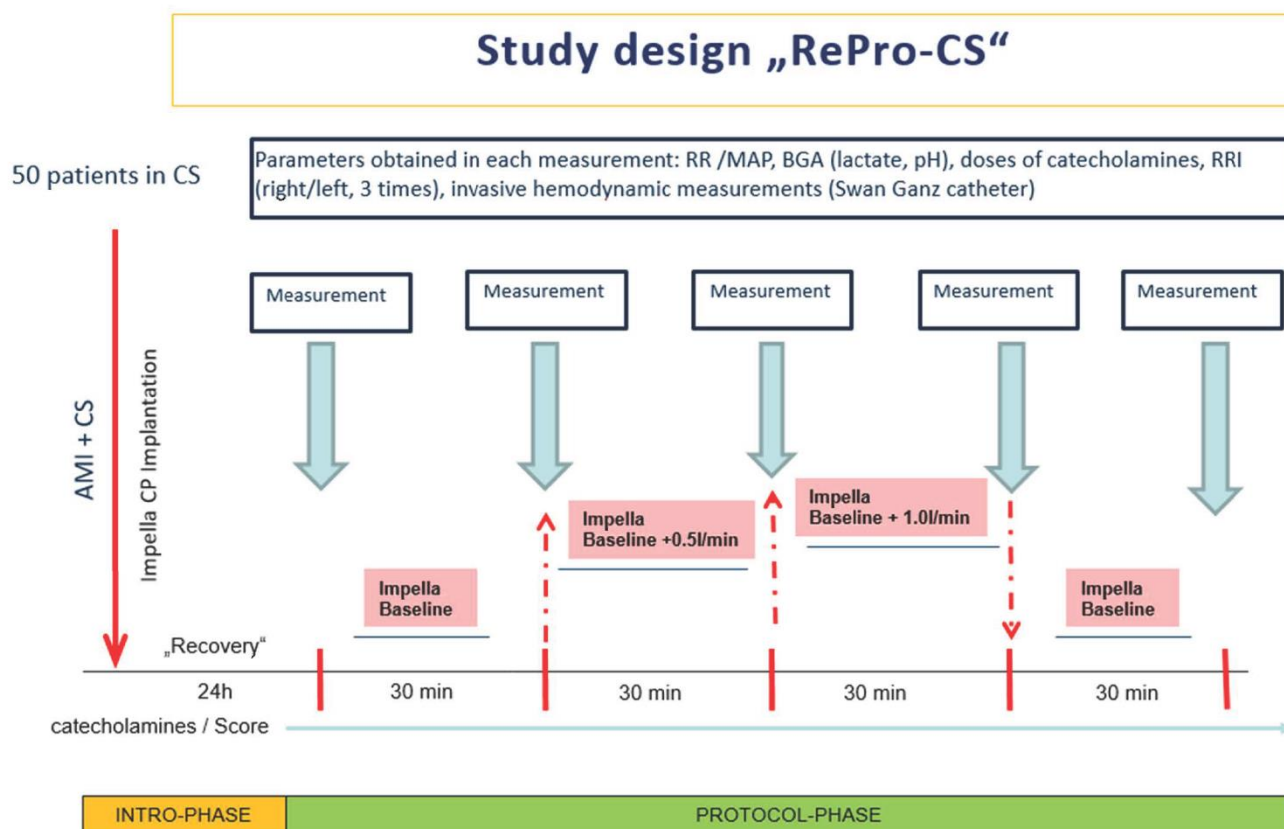 Study design „RePro-CS“
50 patients in CS
Parameters obtained in each measurement: RR /MAP, BGA (lactate, pH), doses of catecholamines, RRI
(right/left, 3 times), invasive hemodynamic measurements (Swan Ganz catheter)
Measurement
Measurement
Measurement
Measurement
Measurement
AMI + CS
Impella CP Implantation
Impella
Baseline
Impella
Baseline +0.5l/min
Impella
Baseline + 1.0l/min
Impella
Baseline
„Recovery“
24h
30 min
30 min
30 min
30 min
catecholamines / Score
INTRO-PHASE
PROTOCOL-PHASE